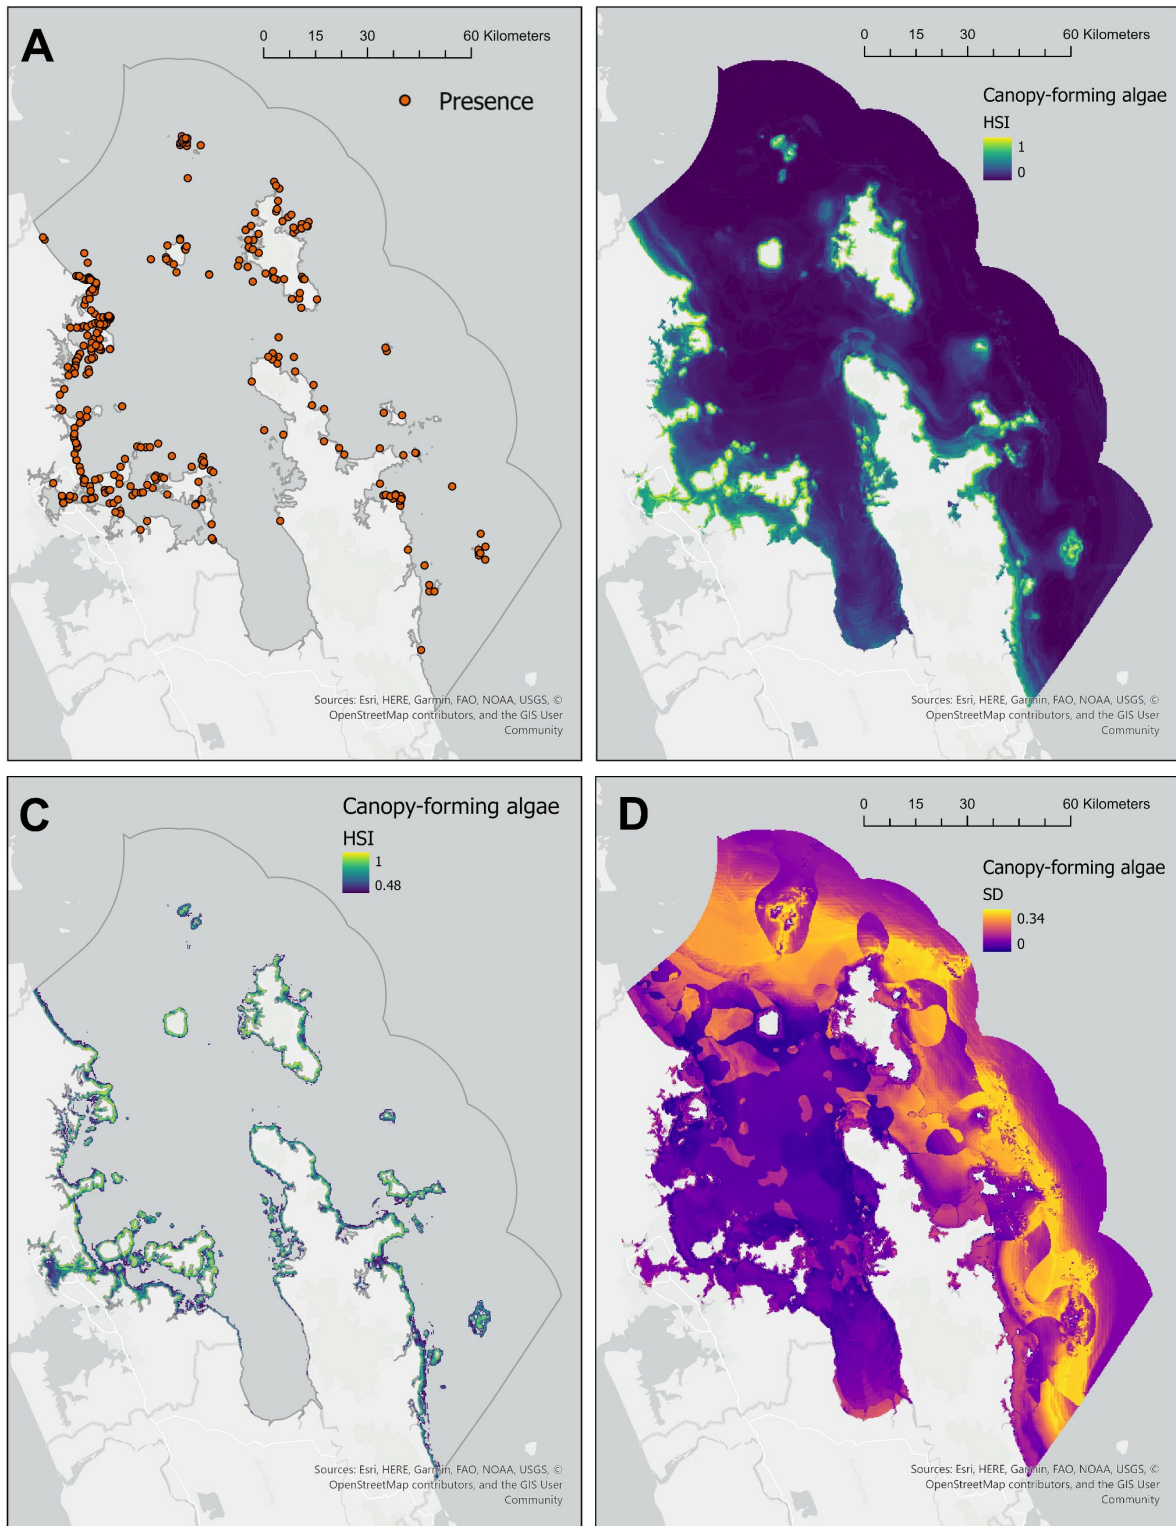 A
0 15 30 60 Kilometers
Presence
Sources: Esri, HERE, Garmin, FAO, NOAA, USGS, ©
OpenStreetMap contributors, and the GIS User
Community
0 15 30 60 Kilometers
Canopy-forming algae
HSI
1
0
Sources: Esri, HERE, Garmin, FAO, NOAA, USGS, ©
OpenStreetMap contributors, and the GIS User
Community
C
Canopy-forming algae
HSI
1
0.48
Sources: Esri, HERE, Garmin, FAO, NOAA, USGS, ©
OpenStreetMap contributors, and the GIS User
Community
D
0 15 30 60 Kilometers
Canopy-forming algae
SD
0.34
0
Sources: Esri, HERE, Garmin, FAO, NOAA, USGS, ©
OpenStreetMap contributors, and the GIS User
Community